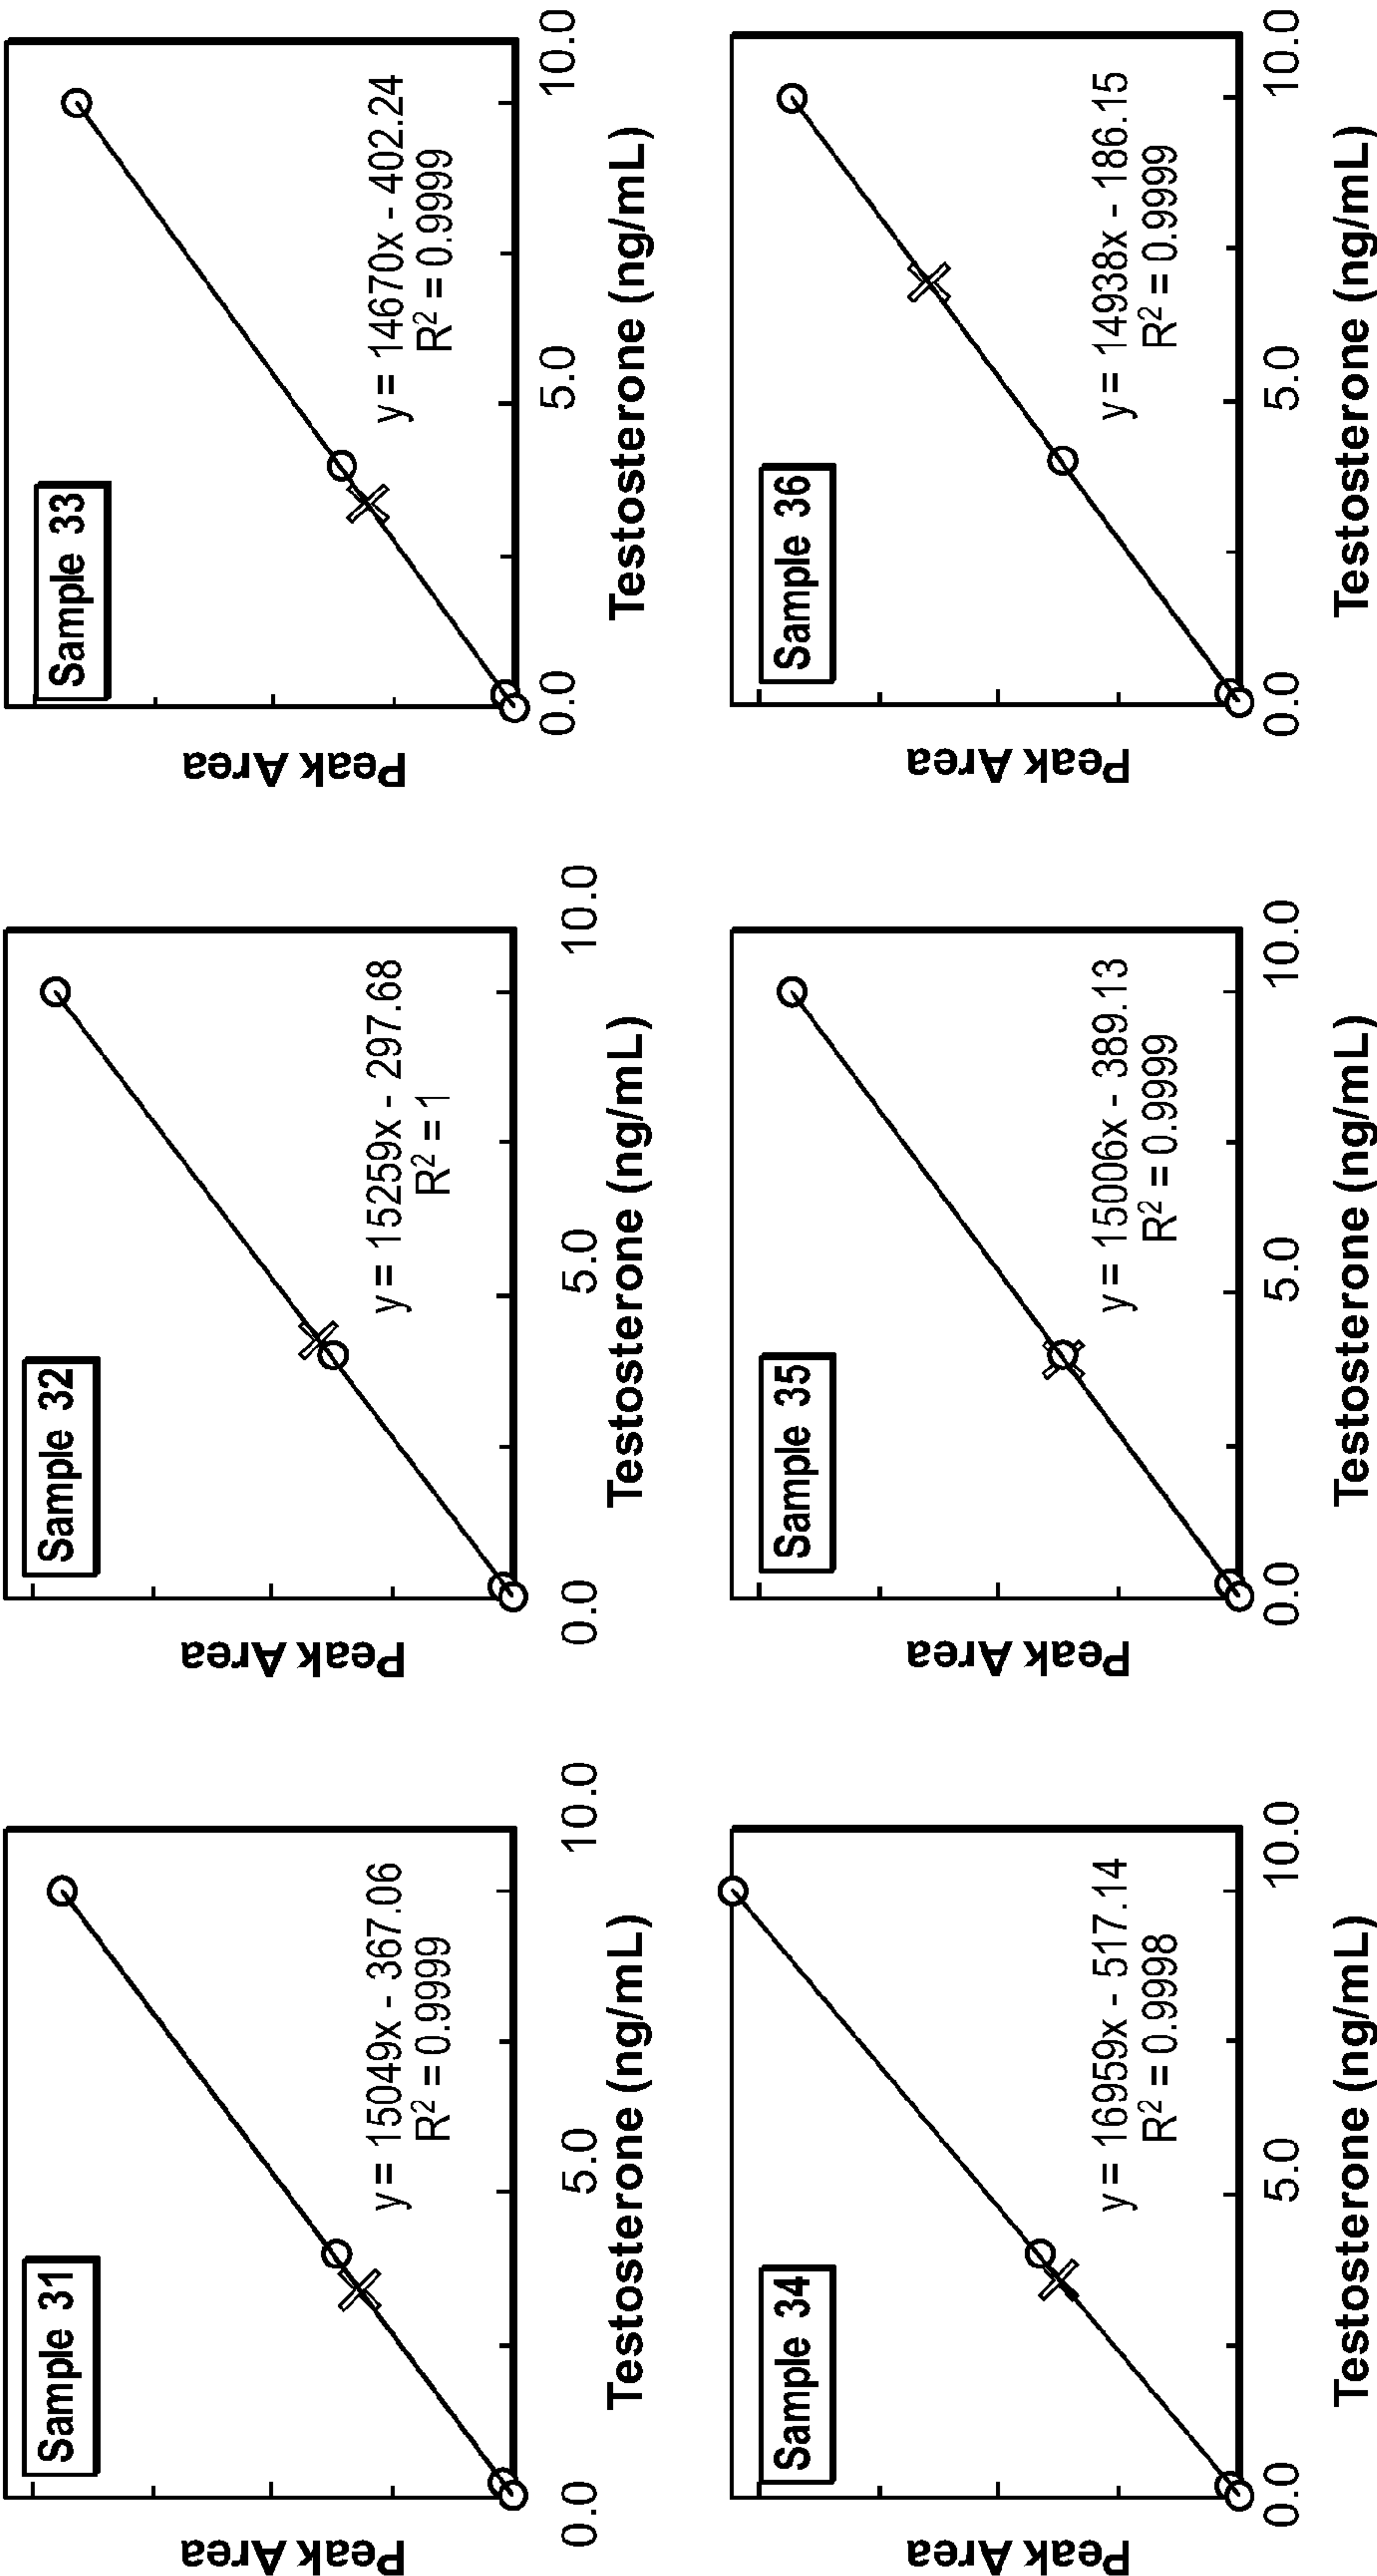 Sample 31
Peak Area
y = 15049x - 367.06
R² = 0.9999
0.0 5.0 10.0
Testosterone (ng/mL)
Sample 32
Peak Area
y = 15259x - 297.68
R² = 1
0.0 5.0 10.0
Testosterone (ng/mL)
Sample 33
Peak Area
y = 14670x - 402.24
R² = 0.9999
0.0 5.0 10.0
Testosterone (ng/mL)
Sample 34
Peak Area
y = 16959x - 517.14
R² = 0.9998
0.0 5.0 10.0
Testosterone (ng/mL)
Sample 35
Peak Area
y = 15006x - 389.13
R² = 0.9999
0.0 5.0 10.0
Testosterone (ng/mL)
Sample 36
Peak Area
y = 14938x - 186.15
R² = 0.9999
0.0 5.0 10.0
Testosterone (ng/mL)